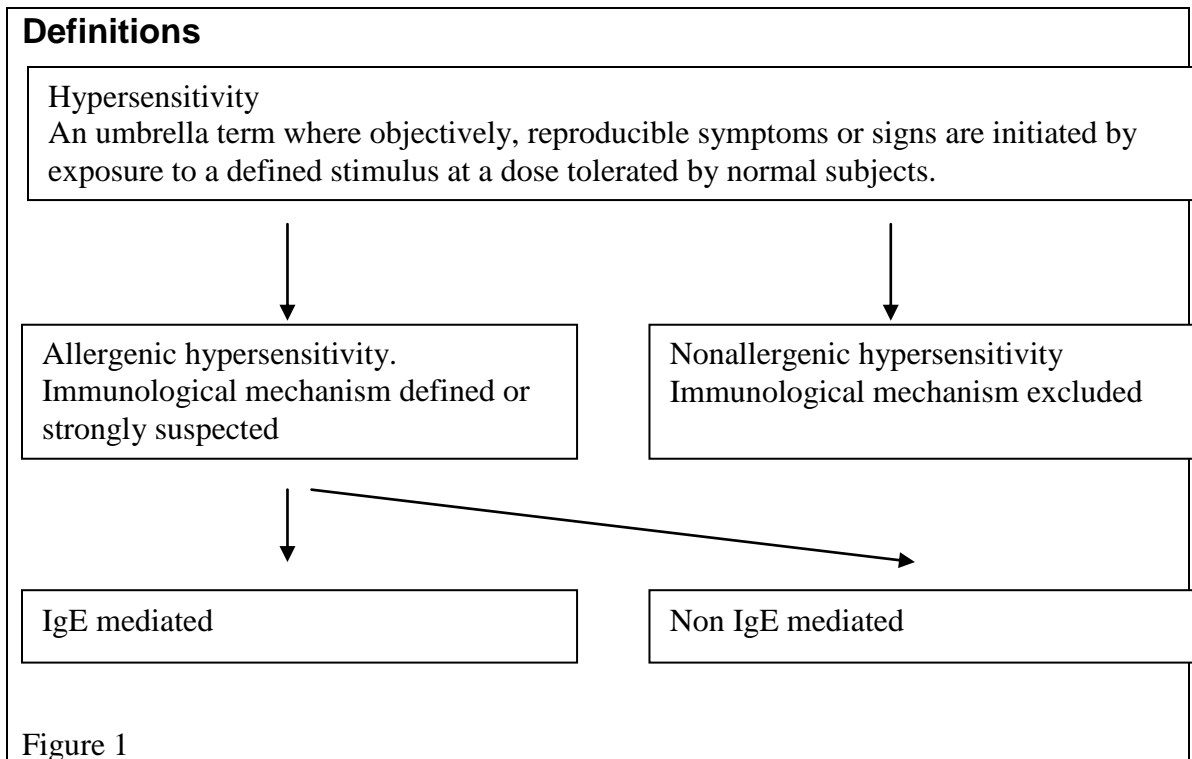 Definitions
Hypersensitivity
An umbrella term where objectively, reproducible symptoms or signs are initiated by
exposure to a defined stimulus at a dose tolerated by normal subjects.
Allergenic hypersensitivity.
Immunological mechanism defined or
strongly suspected
Nonallergenic hypersensitivity
Immunological mechanism excluded
IgE mediated
Non IgE mediated
Figure 1